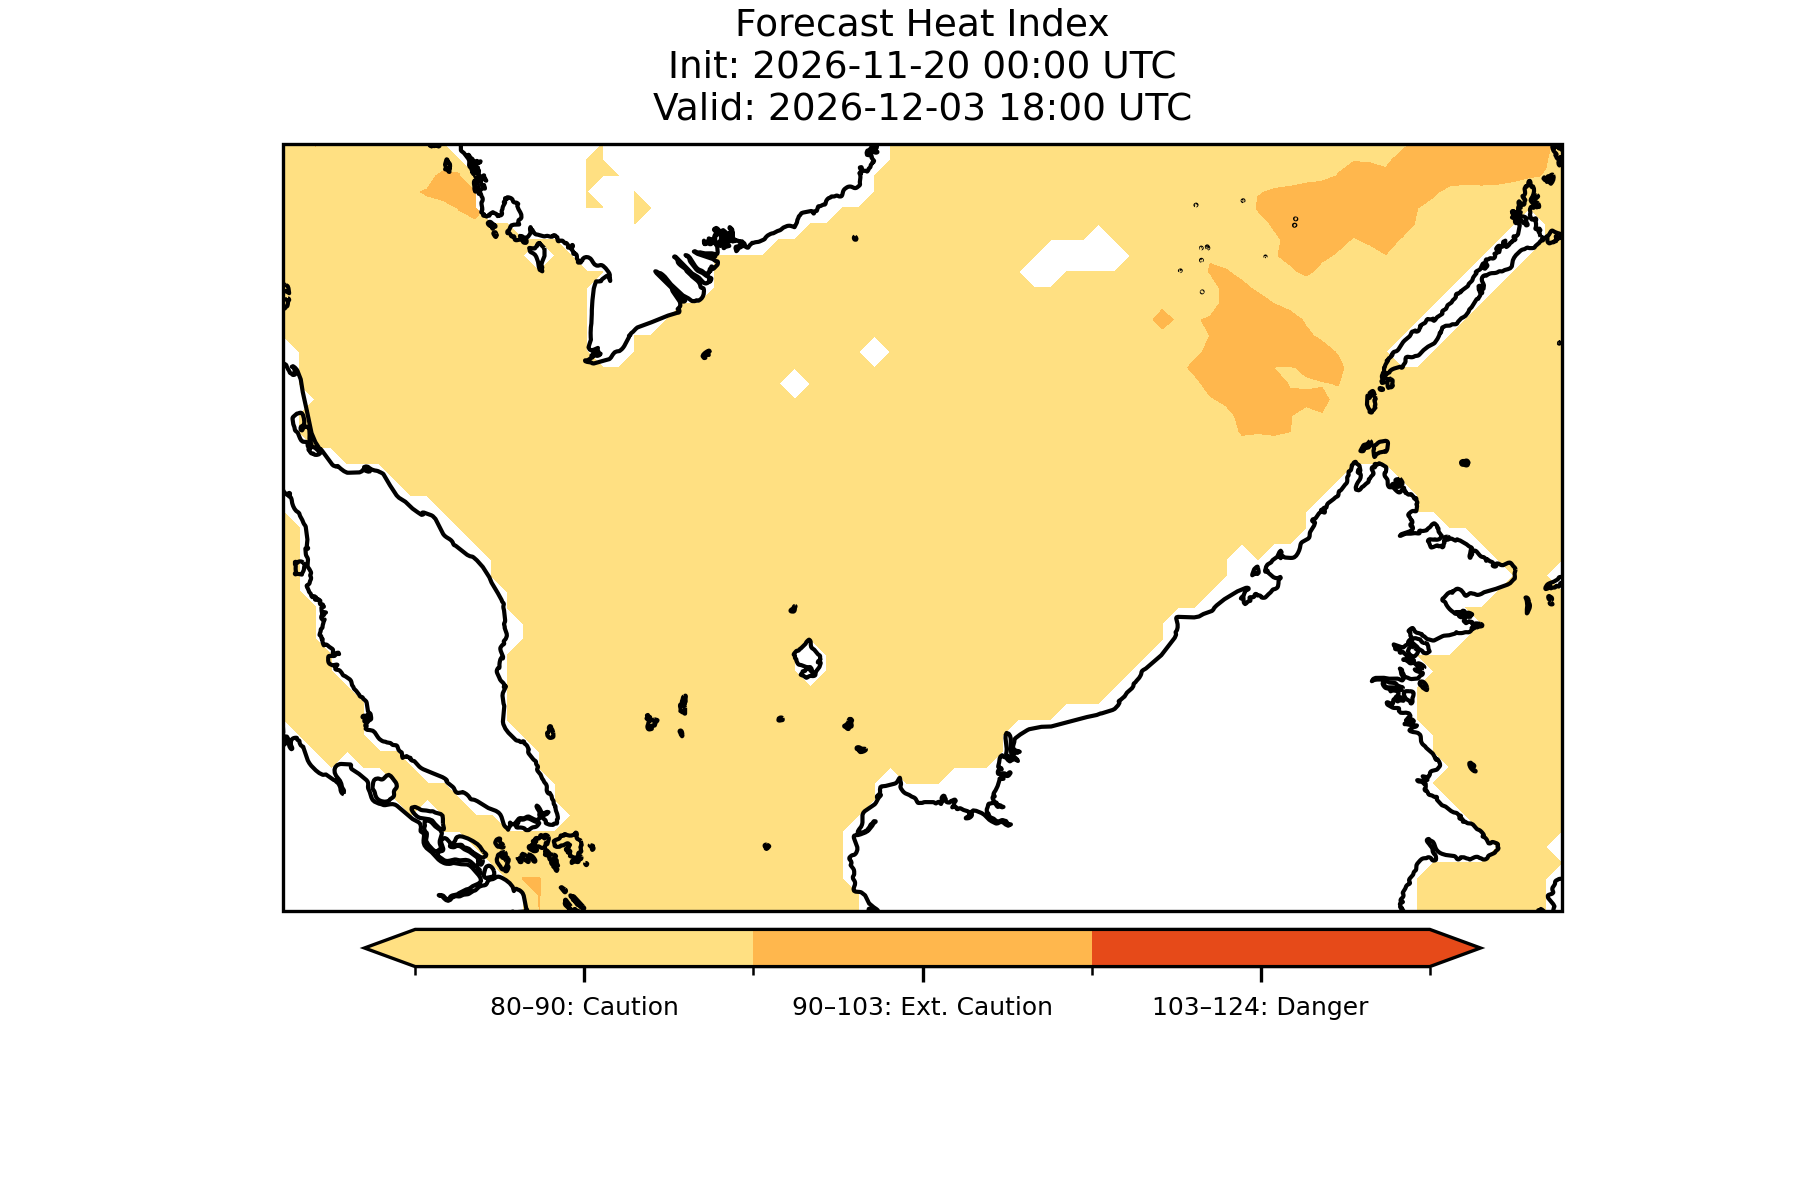 Forecast Heat Index
Init: 2026-11-20 00:00 UTC
Valid: 2026-12-03 18:00 UTC
80–90: Caution
90–103: Ext. Caution
103–124: Danger